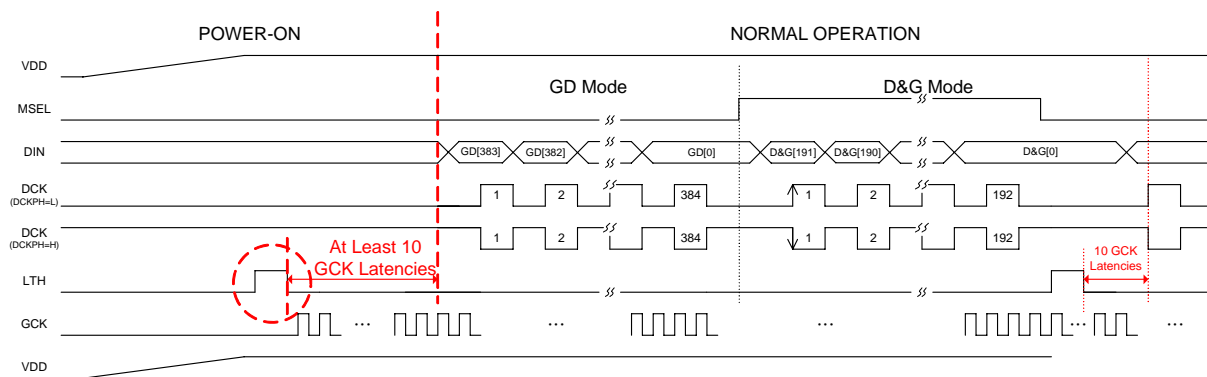 POWER-ON
NORMAL OPERATION
VDD
GD Mode
D&G Mode
MSEL
DIN
GD[383]
GD[382]
GD[0]
D&G[191]
D&G[190]
D&G[0]
DCK
(DCKPH=L)
1
2
384
1
2
192
DCK
(DCKPH=H)
1
2
384
1
2
192
At Least 10
GCK Latencies
10 GCK
Latencies
LTH
GCK
...
...
...
...
...
VDD